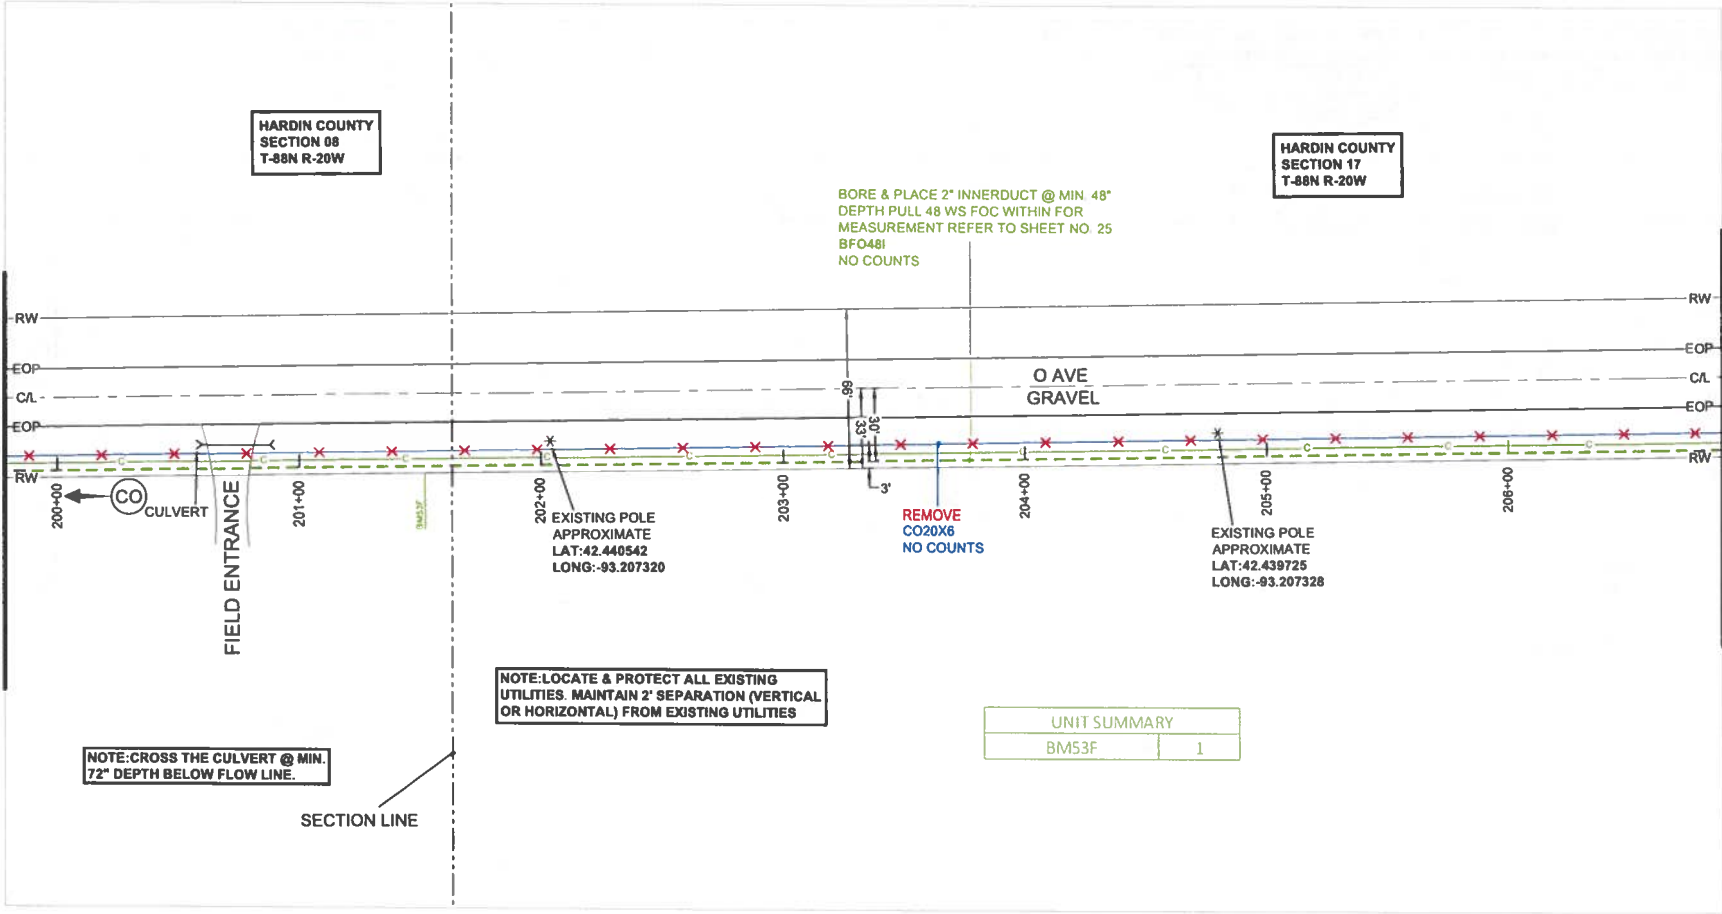 HARDIN COUNTY
SECTION 08
T-88N R-20W
HARDIN COUNTY
SECTION 17
T-88N R-20W
BORE & PLACE 2" INNERDUCT @ MIN. 48"
DEPTH PULL 48 WS FOC WITHIN FOR
MEASUREMENT REFER TO SHEET NO. 25
BFO48I
NO COUNTS
RW
RW
EOP
EOP
C/L
C/L
EOP
EOP
RW
RW
O AVE
GRAVEL
66'
33'
30'
3'
C
C
C
C
C
C
C
C
C
C
200+00
201+00
202+00
203+00
204+00
205+00
206+00
CO
CULVERT
FIELD ENTRANCE
BM53F
EXISTING POLE
APPROXIMATE
LAT:42.440542
LONG:-93.207320
REMOVE
CO20X6
NO COUNTS
EXISTING POLE
APPROXIMATE
LAT:42.439725
LONG:-93.207328
NOTE:LOCATE & PROTECT ALL EXISTING
UTILITIES. MAINTAIN 2' SEPARATION (VERTICAL
OR HORIZONTAL) FROM EXISTING UTILITIES
UNIT SUMMARY
BM53F 1
NOTE:CROSS THE CULVERT @ MIN.
72" DEPTH BELOW FLOW LINE.
SECTION LINE